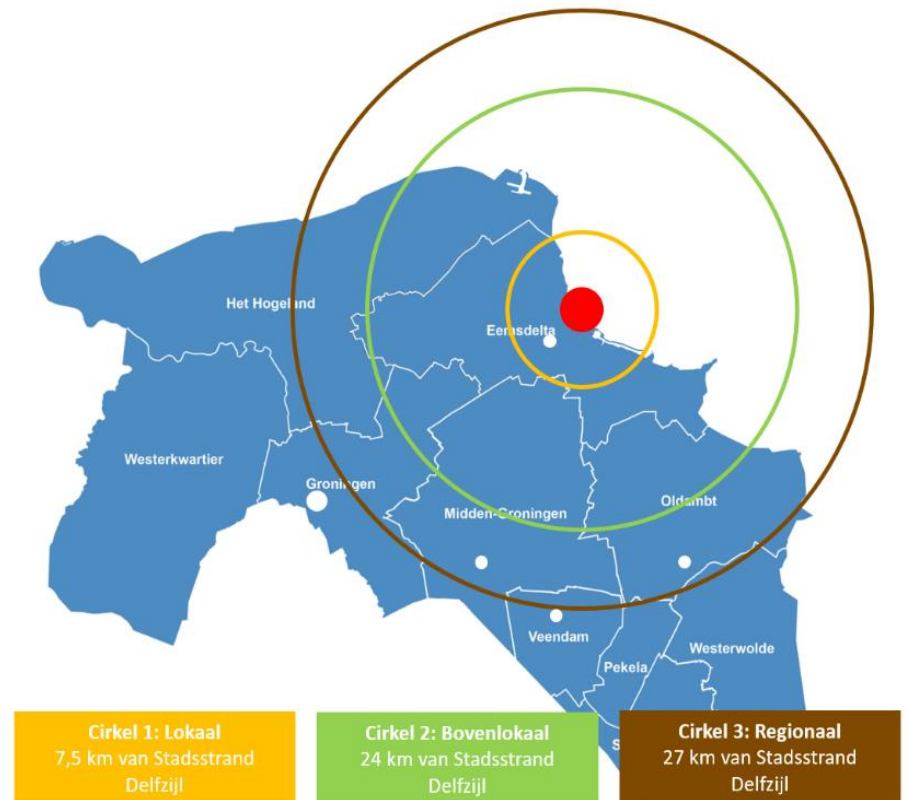 Het Hogeland
Eemsdelta
Westerkwartier
Groningen
Midden-Groningen
Oldambt
Veendam
Pekela
Westerwolde
Cirkel 1: Lokaal
7,5 km van Stadsstrand
Delfzijl
Cirkel 2: Bovenlokaal
24 km van Stadsstrand
Delfzijl
Cirkel 3: Regionaal
27 km van Stadsstrand
Delfzijl